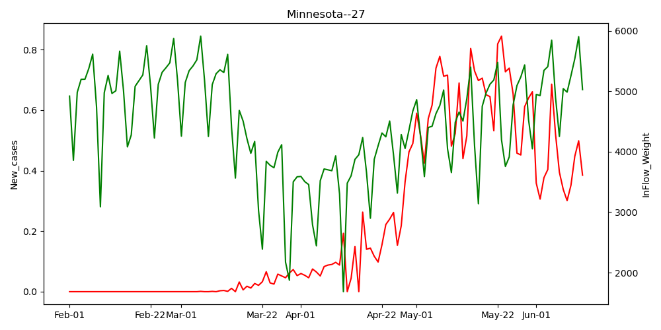 Minnesota--27
New_cases
0.8
0.6
0.4
0.2
0.0
InFlow_Weight
6000
5000
4000
3000
2000
Feb-01
Feb-22
Mar-01
Mar-22
Apr-01
Apr-22
May-01
May-22
Jun-01